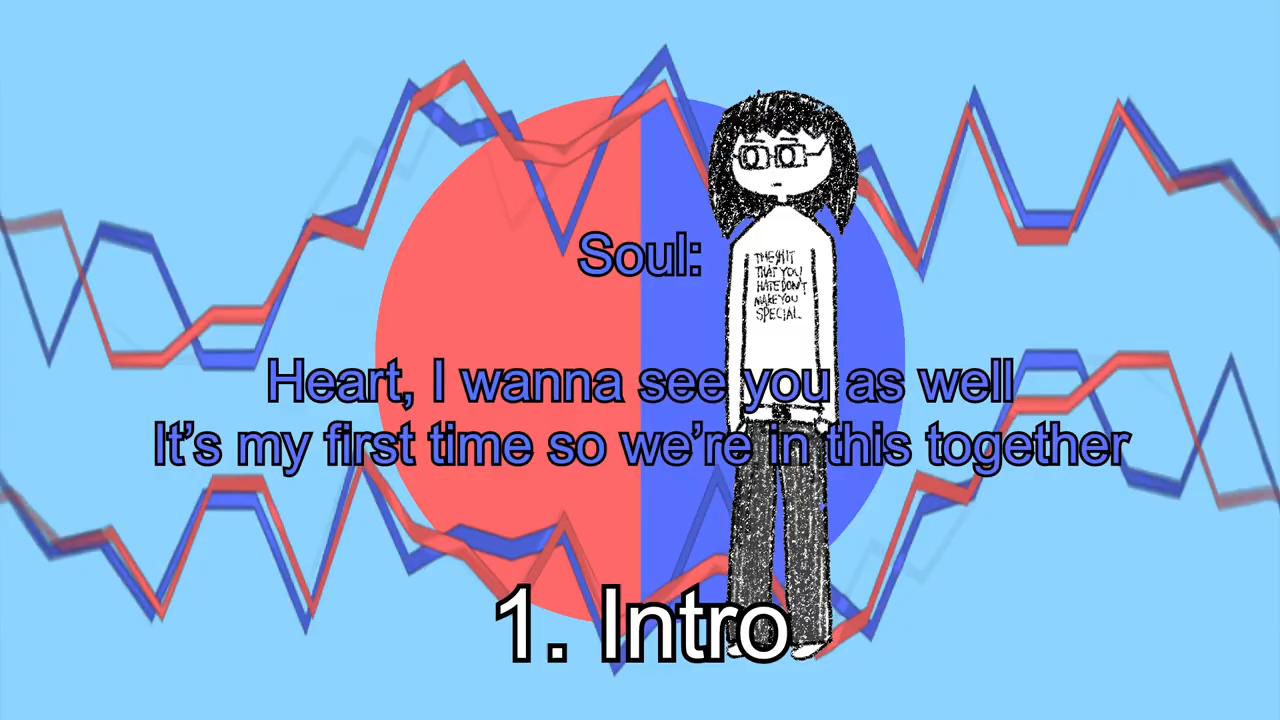 Soul:
THE SHIT
THAT YOU
HATE DON'T
MAKE YOU
SPECIAL
Heart, I wanna see you as well
It's my first time so we're in this together
1. Intro